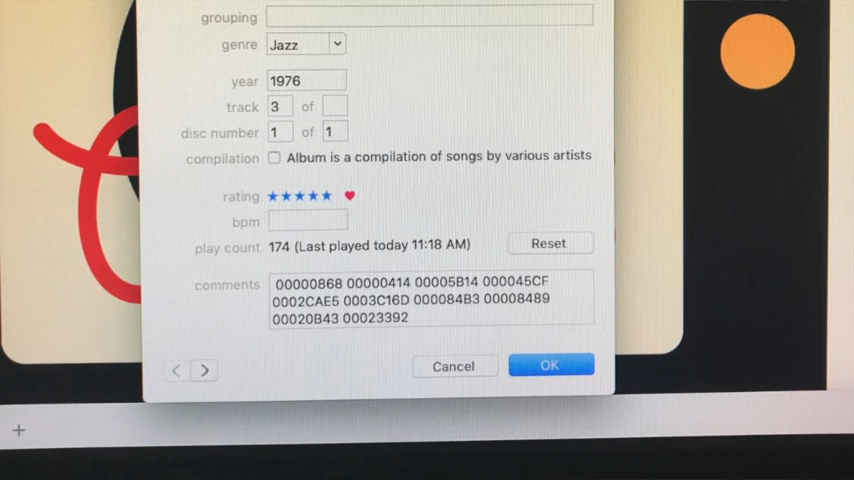 grouping
genre Jazz
year 1976
track 3 of
disc number 1 of 1
compilation Album is a compilation of songs by various artists
rating ★★★★★ ♥
bpm
play count 174 (Last played today 11:18 AM) Reset
comments 00000868 00000414 00005B14 000045CF
0002CAE5 0003C16D 000084B3 00008489
00020B43 00023392
< > Cancel OK
+